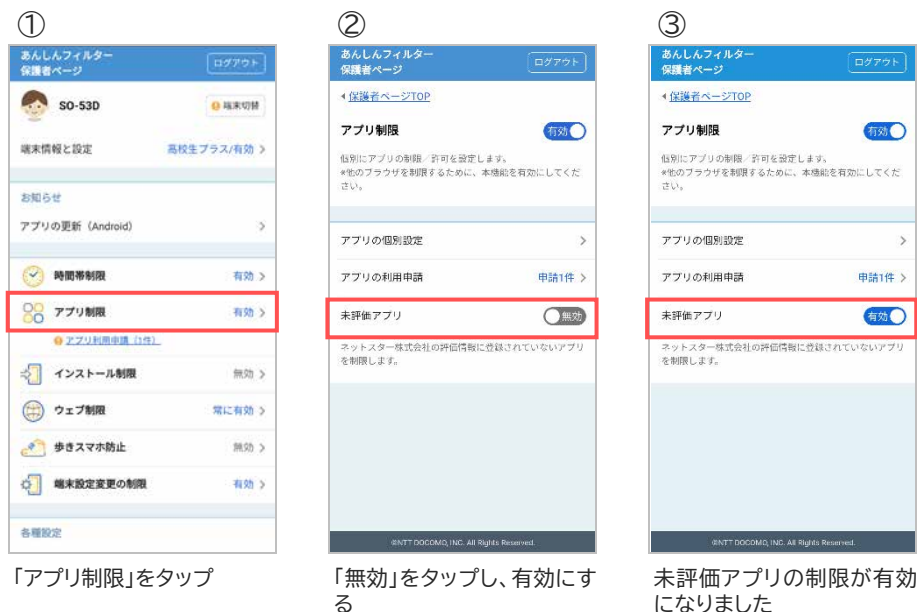 ①
あんしんフィルター
保護者ページ
ログアウト
SO-53D
端末切替
端末情報と設定
高校生プラス/有効
お知らせ
アプリの更新（Android）
時間帯制限
有効
アプリ制限
有効
アプリ利用申請（1件）
インストール制限
無効
ウェブ制限
常に有効
歩きスマホ防止
無効
端末設定変更の制限
有効
各種設定
「アプリ制限」をタップ
②
あんしんフィルター
保護者ページ
ログアウト
保護者ページTOP
アプリ制限
有効
個別にアプリの制限／許可を設定します。
*他のブラウザを制限するために、本機能を有効にしてくだ
さい。
アプリの個別設定
アプリの利用申請
申請1件
未評価アプリ
無効
ネットスター株式会社の評価情報に登録されていないアプリ
を制限します。
©NTT DOCOMO, INC. All Rights Reserved.
「無効」をタップし、有効にす
る
③
あんしんフィルター
保護者ページ
ログアウト
保護者ページTOP
アプリ制限
有効
個別にアプリの制限／許可を設定します。
*他のブラウザを制限するために、本機能を有効にしてくだ
さい。
アプリの個別設定
アプリの利用申請
申請1件
未評価アプリ
有効
ネットスター株式会社の評価情報に登録されていないアプリ
を制限します。
©NTT DOCOMO, INC. All Rights Reserved.
未評価アプリの制限が有効
になりました